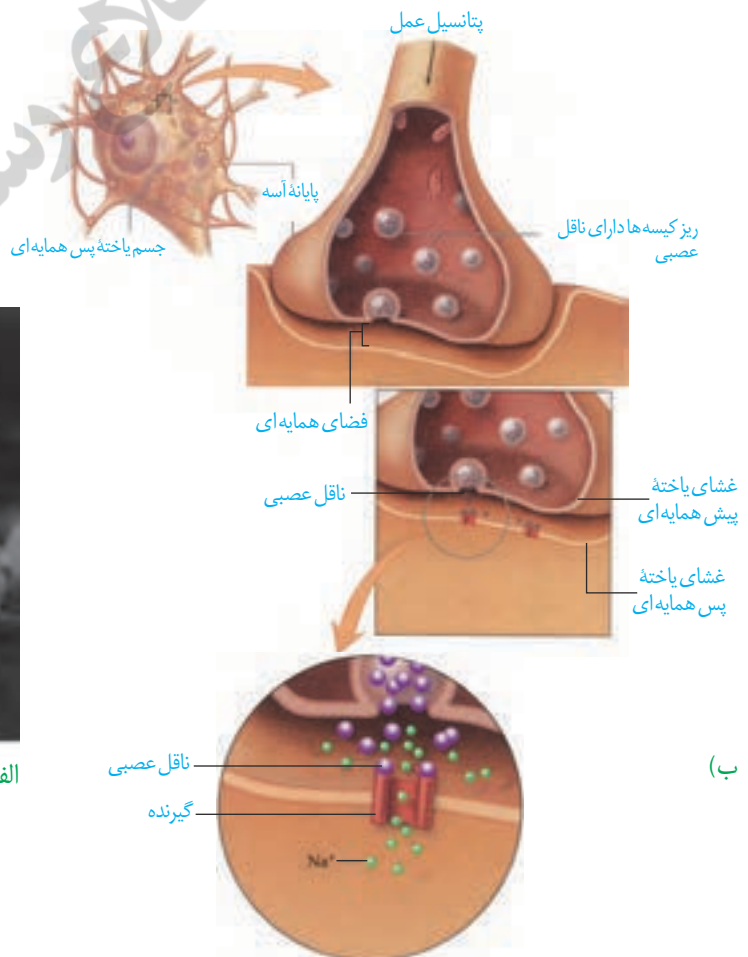 پتانسیل عمل
پایانهٔ آسه
جسم یاختهٔ پس همایه‌ای
ریز کیسه‌ها دارای ناقل
عصبی
فضای همایه‌ای
ناقل عصبی
غشای یاختهٔ
پیش همایه‌ای
غشای یاختهٔ
پس همایه‌ای
ناقل عصبی
گیرنده
Na⁺
ب)